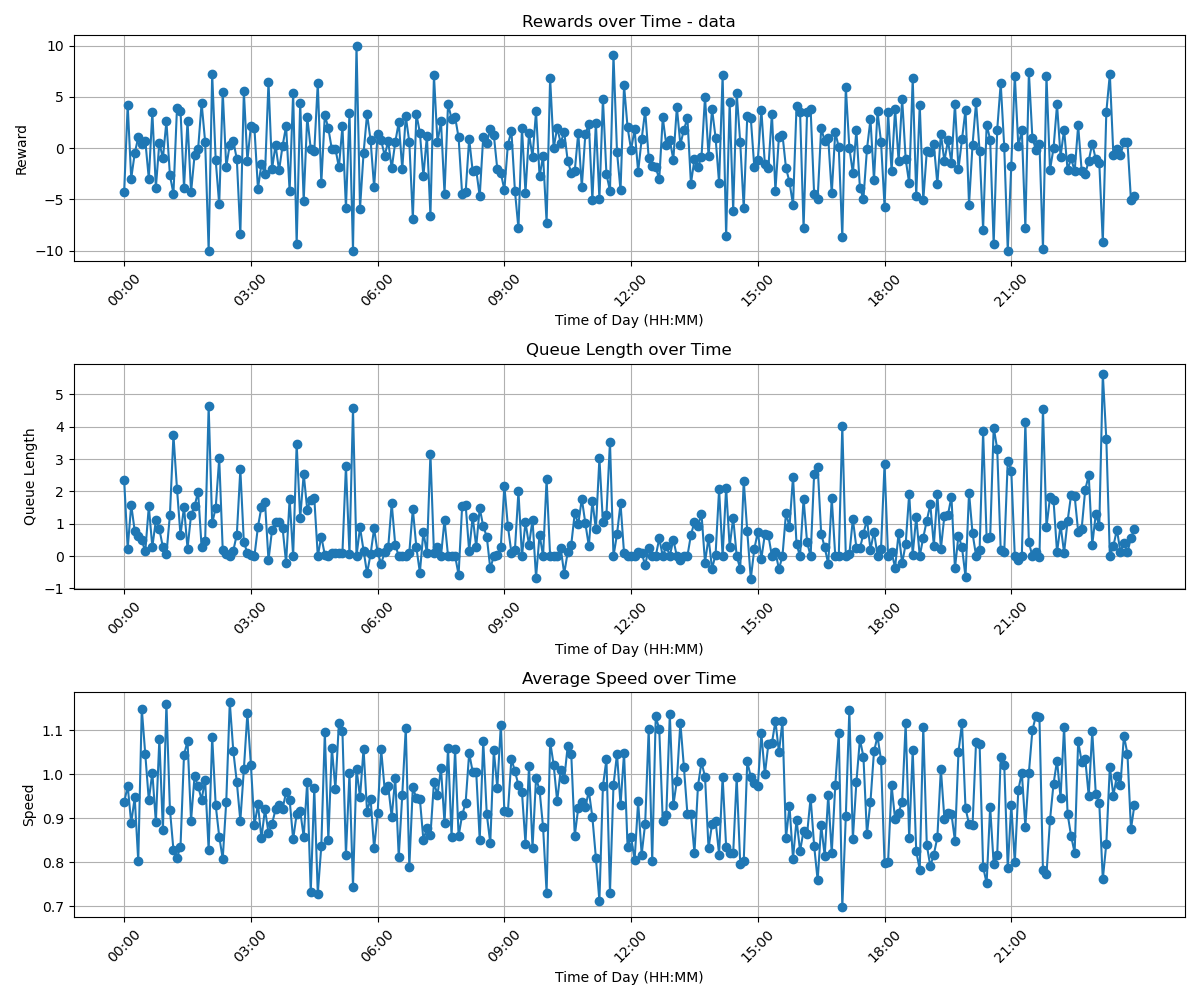 Rewards over Time - data
Reward
10
5
0
−5
−10
00:00 03:00 06:00 09:00 12:00 15:00 18:00 21:00
Time of Day (HH:MM)
Queue Length over Time
Queue Length
5
4
3
2
1
0
−1
00:00 03:00 06:00 09:00 12:00 15:00 18:00 21:00
Time of Day (HH:MM)
Average Speed over Time
Speed
1.1
1.0
0.9
0.8
0.7
00:00 03:00 06:00 09:00 12:00 15:00 18:00 21:00
Time of Day (HH:MM)